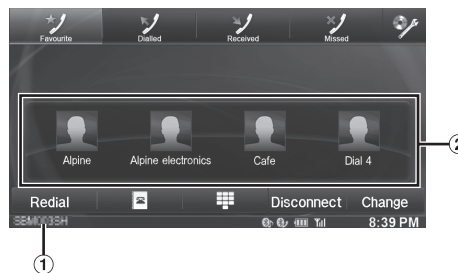 Favourite Dialled Received Missed
Alpine Alpine electronics Cafe Dial 4
2
Redial Disconnect Change
8:39 PM
1